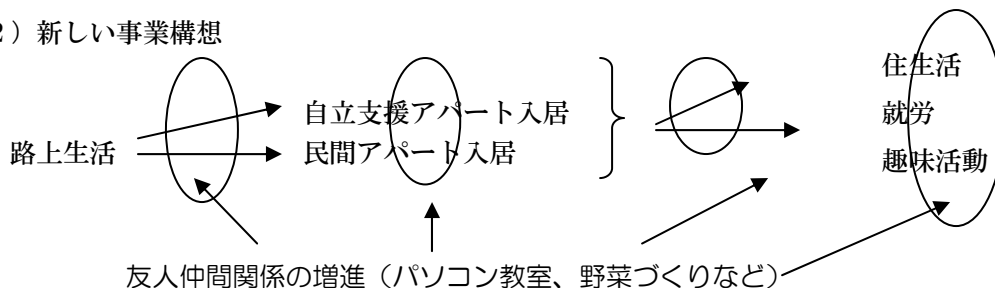 2）新しい事業構想
住生活
自立支援アパート入居
就労
路上生活
民間アパート入居
趣味活動
友人仲間関係の増進（パソコン教室、野菜づくりなど）